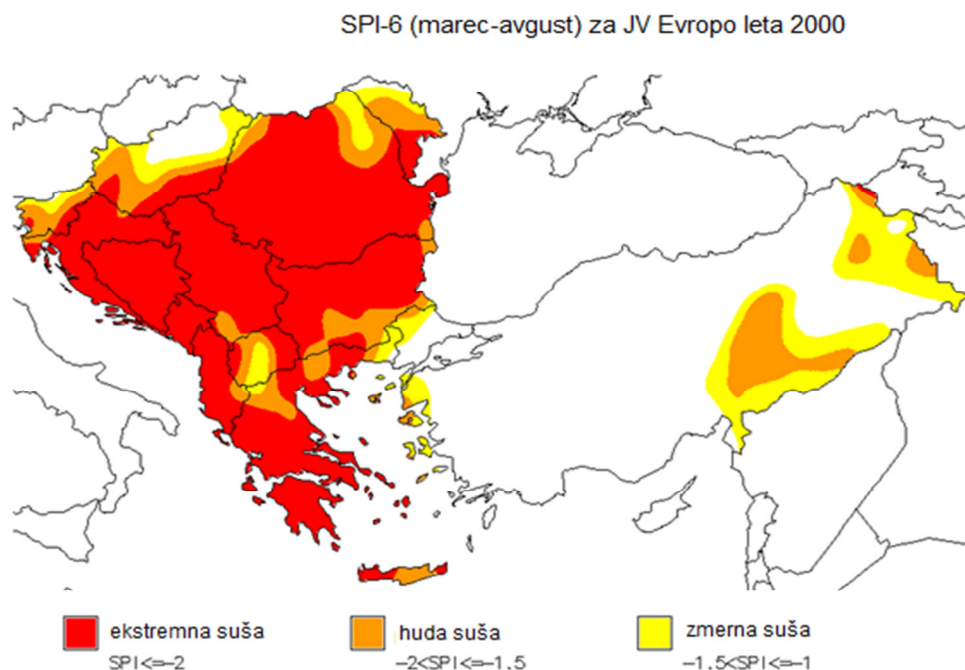 SPI-6 (marec-avgust) za JV Evropo leta 2000
ekstremna suša huda suša zmerna suša
SPI<=-2 -2<SPI<=-1.5 -1.5<SPI<=-1